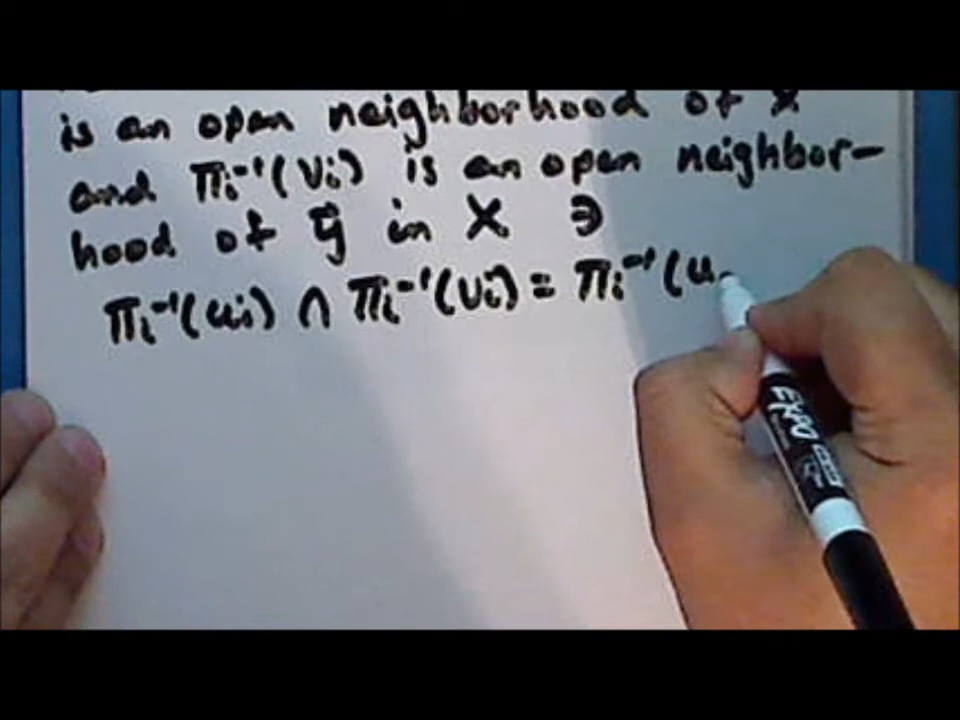 is an open neighborhood of x
and πi⁻¹(Vi) is an open neighbor-
hood of ȳ in X ∋
πi⁻¹(ui) ∩ πi⁻¹(Vi) = πi⁻¹(u
EXPO